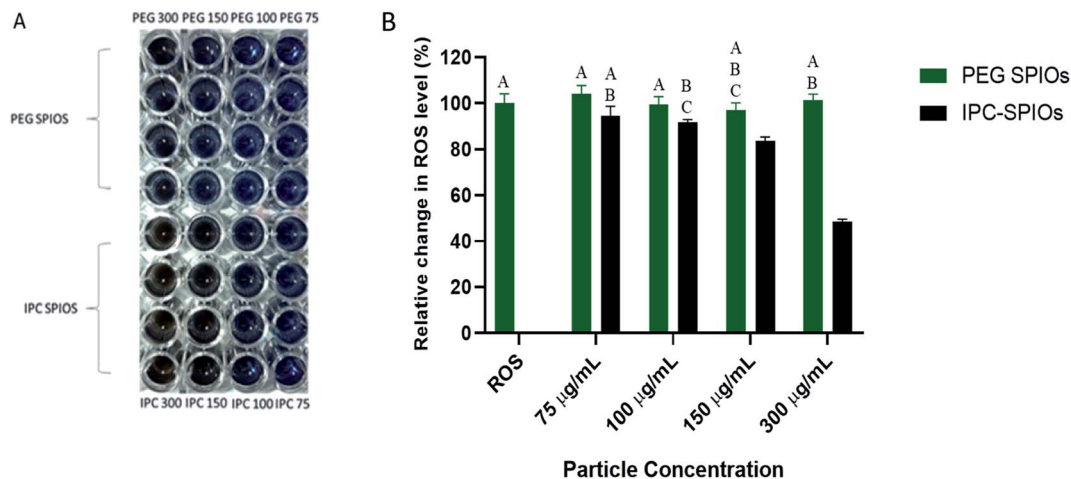 A
PEG 300 PEG 150 PEG 100 PEG 75
PEG SPIOS
IPC SPIOS
IPC 300 IPC 150 IPC 100 IPC 75
B
Relative change in ROS level (%)
120
100
80
60
40
20
0
A
A
A
B
A
B
C
A
B
C
A
B
ROS
75 µg/mL
100 µg/mL
150 µg/mL
300 µg/mL
Particle Concentration
PEG SPIOs
IPC-SPIOs